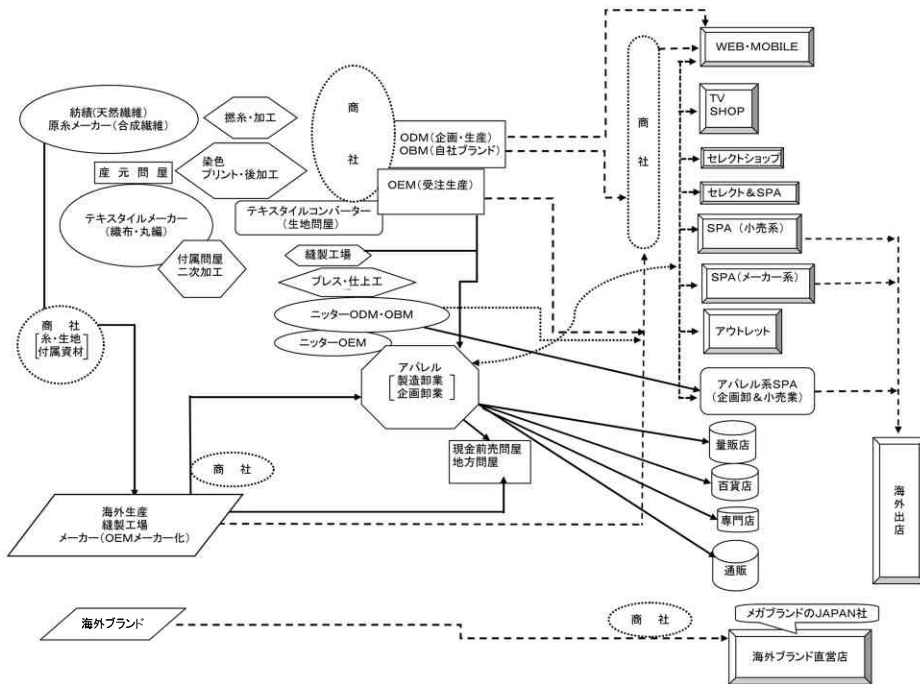 紡績(天然繊維)
原糸メーカー(合成繊維)
撚糸・加工
商
社
産元問屋
染色
プリント・後加工
ODM(企画・生産)
OBM(自社ブランド)
OEM(受注生産)
テキスタイルメーカー
(織布・丸編)
テキスタイルコンバーター
(生地問屋)
付属問屋
二次加工
縫製工場
プレス・仕上工
ニッターODM・OBM
ニッターOEM
商 社
[糸・生地]
付属資材
アパレル
[製造卸業]
企画卸業
現金前売問屋
地方問屋
商 社
海外生産
縫製工場
メーカー(OEMメーカー化)
海外ブランド
商
社
WEB・MOBILE
TV
SHOP
セレクトショップ
セレクト&SPA
SPA (小売系)
SPA(メーカー系)
アウトレット
アパレル系SPA
(企画卸&小売業)
量販店
百貨店
専門店
通販
海外出店
商 社
メガブランドのJAPAN社
海外ブランド直営店